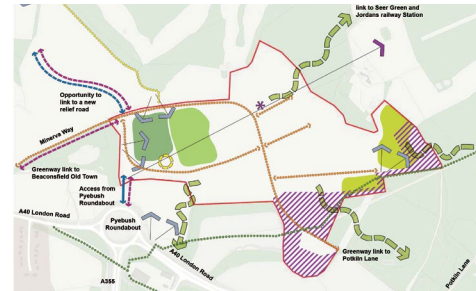 link to Seer Green and
Jordans railway Station
Opportunity to
link to a new
relief road
Minerva Way
Greenway link to
Beaconsfield Old Town
Access from
Pyebush
Roundabout
A40 London Road
Pyebush
Roundabout
A40 London Road
A355
Greenway link to
Potkiln Lane
Potkiln Lane